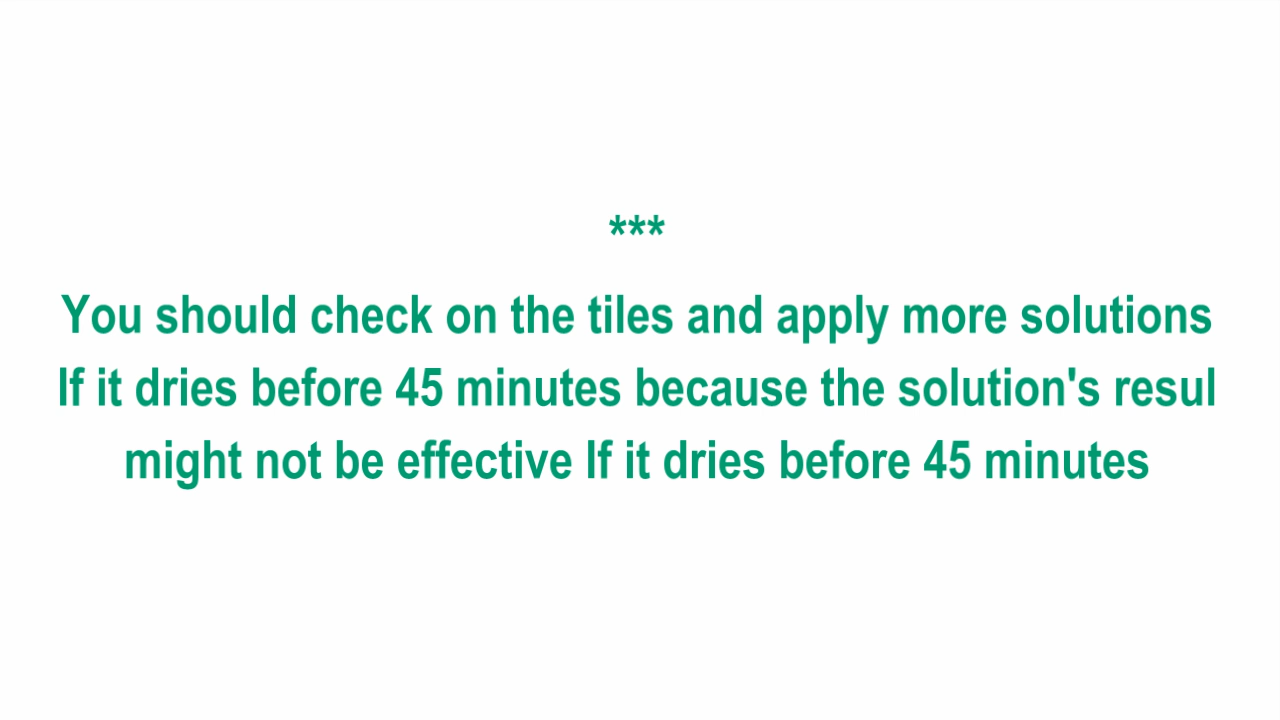 ***
You should check on the tiles and apply more solutions
If it dries before 45 minutes because the solution's resul
might not be effective If it dries before 45 minutes